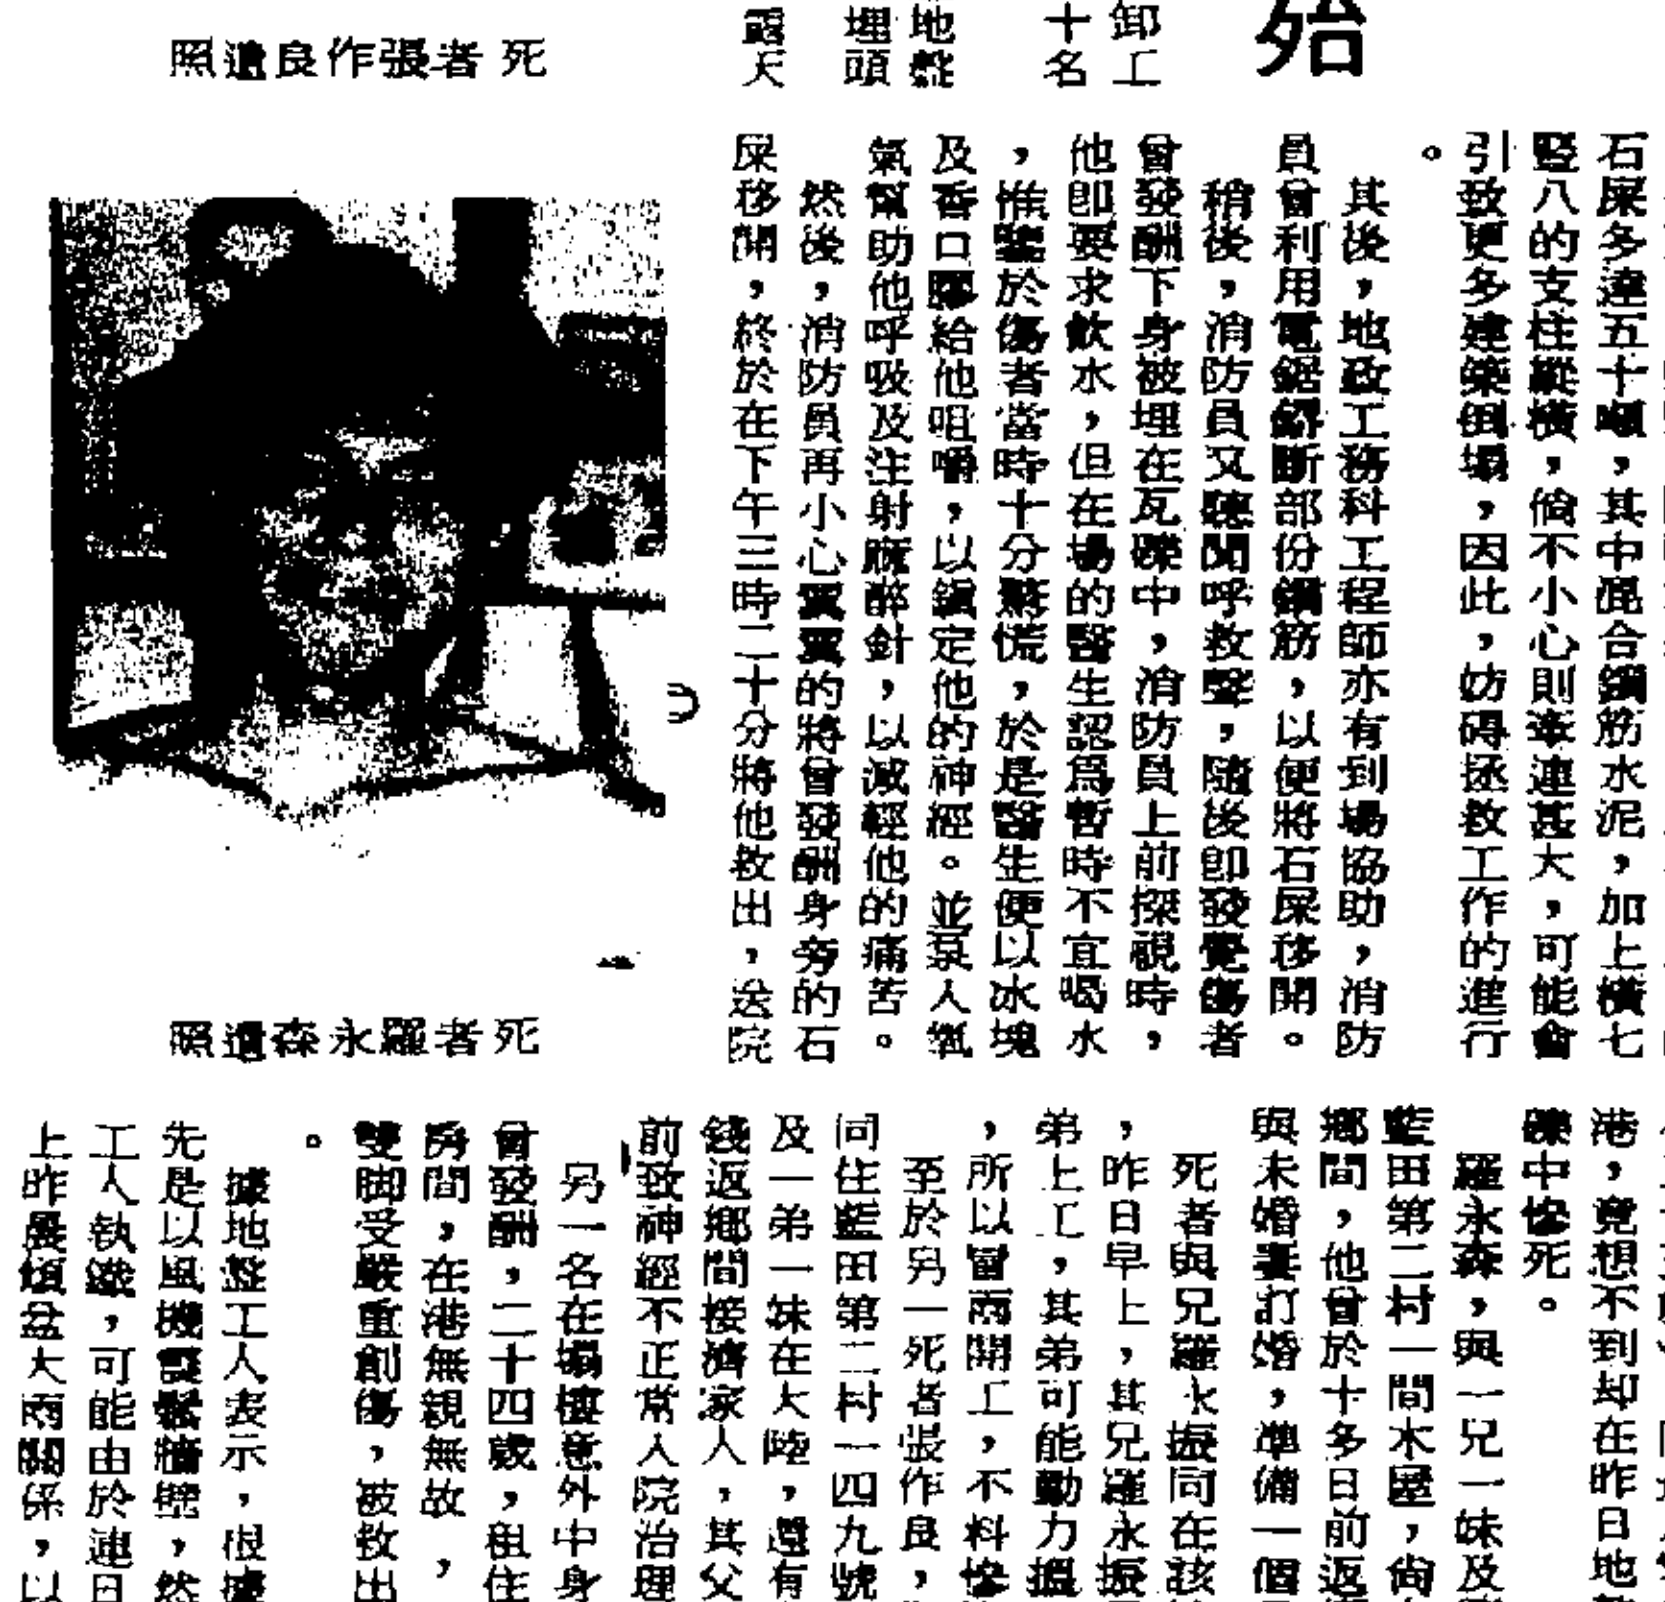 殆
卸工
十名
地盤
埋頭
露天
死者張作良遺照
石屎多達五十噸，其中混合鋼筋水泥，加上橫七
豎八的支柱縱橫，倘不小心則牽連甚大，可能會
引致更多建築倒塌，因此，妨碍拯救工作的進行
。
其後，地政工務科工程師亦有到場協助，消防
員曾利用電鋸鋸斷部份鋼筋，以便將石屎移開。
稍後，消防員又聽聞呼救聲，隨後卽發覺傷者
曾發酬下身被埋在瓦礫中，消防員上前探視時，
他卽要求飲水，但在場的醫生認爲暫時不宜喝水
，惟鑒於傷者當時十分驚慌，於是醫生便以冰塊
及香口膠給他咀嚼，以鎭定他的神經。並泵入氧
氣幫助他呼吸及注射麻醉針，以減輕他的痛苦。
然後，消防員再小心翼翼的將曾發酬身旁的石
屎移開，終於在下午三時二十分將他救出，送院
死者羅永森遺照
港，竟想不到却在昨日地
礫中慘死。
羅永森，與一兄一妹及
藍田第二村一間木屋，尙
鄉間，他曾於十多日前返
與未婚妻訂婚，準備一個
死者與兄羅永振同在該
，昨日早上，其兄羅永振
弟上工，其弟可能動力搵
，所以冒雨開工，不料慘
至於另一死者張作良，
同住藍田第二村一四九號
及一弟一妹在大陸，還有
錢返鄉間接濟家人，其父
前致神經不正常入院治理
另一名在塌樓意外中身
曾發酬，二十四歲，租住
房間，在港無親無故，
雙脚受嚴重創傷，被救出
。
據地盤工人表示，很據
先是以風機震鬆牆壁，然
工人執鐵，可能由於連日
上昨晨傾盆大雨關係，以